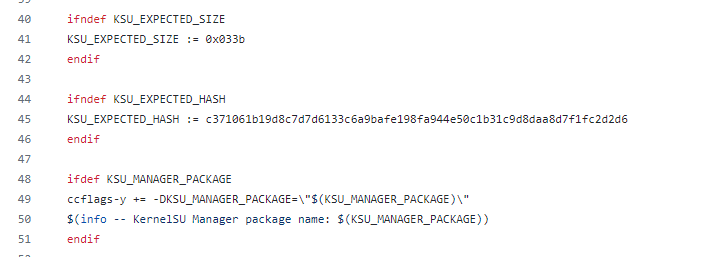 40 ifndef KSU_EXPECTED_SIZE
41 KSU_EXPECTED_SIZE := 0x033b
42 endif
43
44 ifndef KSU_EXPECTED_HASH
45 KSU_EXPECTED_HASH := c371061b19d8c7d7d6133c6a9bafe198fa944e50c1b31c9d8daa8d7f1fc2d2d6
46 endif
47
48 ifdef KSU_MANAGER_PACKAGE
49 ccflags-y += -DKSU_MANAGER_PACKAGE=\"$(KSU_MANAGER_PACKAGE)\"
50 $(info -- KernelSU Manager package name: $(KSU_MANAGER_PACKAGE))
51 endif